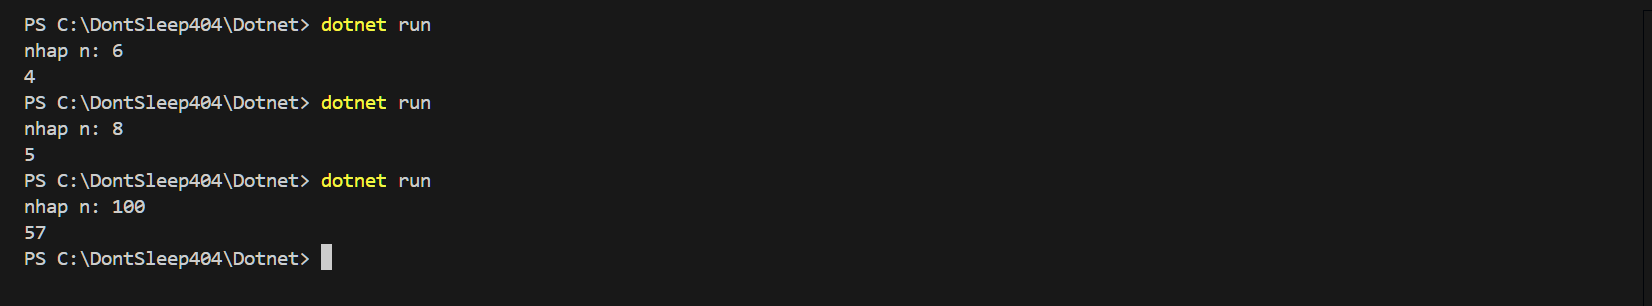 PS C:\DontSleep404\Dotnet> dotnet run
nhap n: 6
4
PS C:\DontSleep404\Dotnet> dotnet run
nhap n: 8
5
PS C:\DontSleep404\Dotnet> dotnet run
nhap n: 100
57
PS C:\DontSleep404\Dotnet>